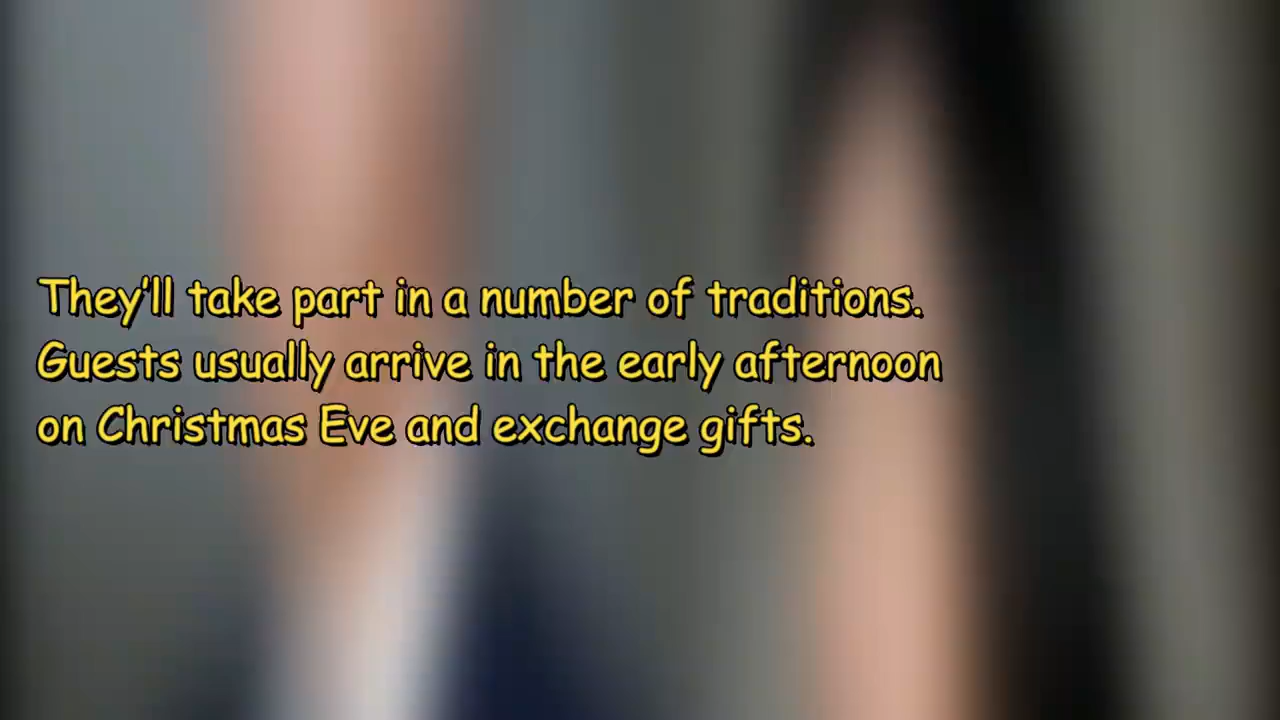 They'll take part in a number of traditions.
Guests usually arrive in the early afternoon
on Christmas Eve and exchange gifts.